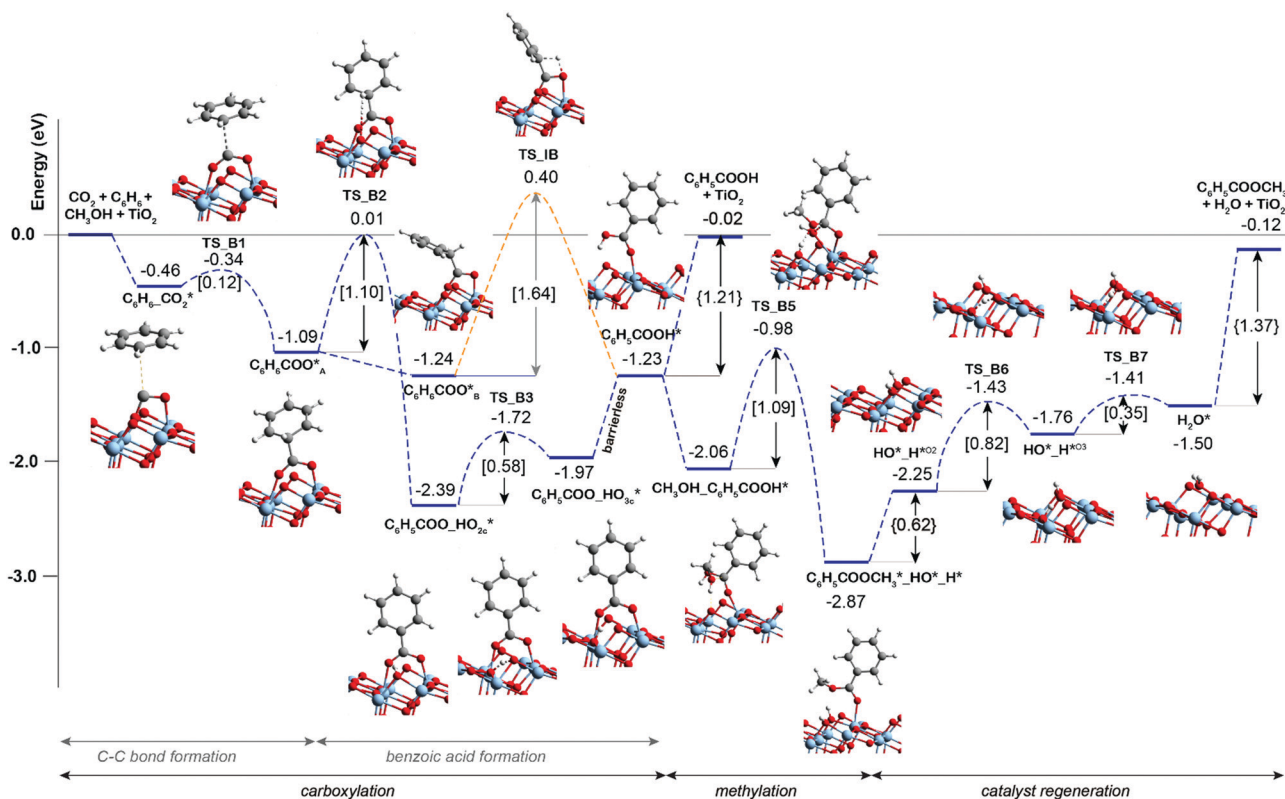 Energy (eV)
0.0
-1.0
-2.0
-3.0
CO2 + C6H6 +
CH3OH + TiO2
-0.46
C6H6_CO2*
TS_B1
-0.34
[0.12]
-1.09
C6H6COO*A
TS_B2
0.01
[1.10]
-1.24
C6H6COO*B
TS_IB
0.40
[1.64]
-2.39
C6H5COO_HO2c*
TS_B3
-1.72
[0.58]
-1.97
C6H5COO_HO3c*
barrierless
C6H5COOH*
-1.23
C6H5COOH
+ TiO2
-0.02
{1.21}
-2.06
CH3OH_C6H5COOH*
TS_B5
-0.98
[1.09]
C6H5COOCH3*_HO*_H*
-2.87
HO*_H*O2
-2.25
{0.62}
TS_B6
-1.43
[0.82]
-1.76
HO*_H*O3
TS_B7
-1.41
[0.35]
H2O*
-1.50
C6H5COOCH3
+ H2O + TiO2
-0.12
{1.37}
C-C bond formation
benzoic acid formation
carboxylation
methylation
catalyst regeneration